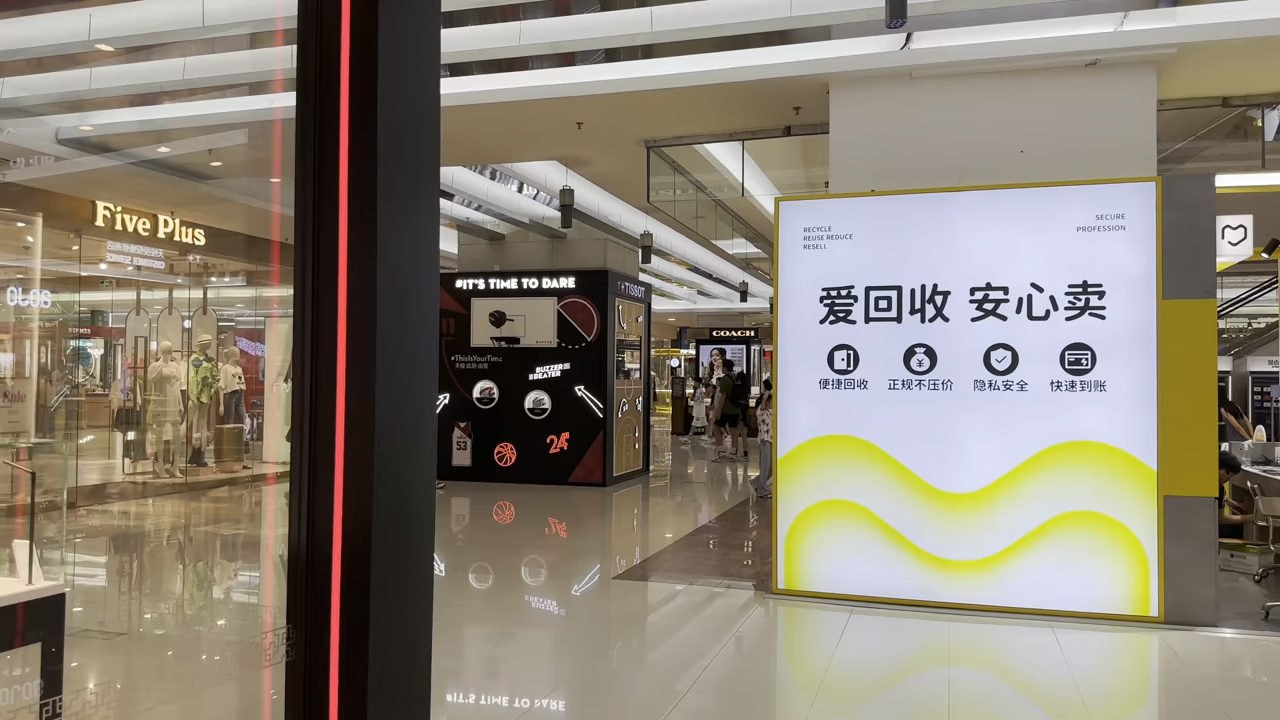 Five Plus
#IT'S TIME TO DARE
TISSOT
#ThisIsYourTime
BUZZER
BEATER
53
24
COACH
RECYCLE
REUSE REDUCE
RESELL
SECURE
PROFESSION
爱回收 安心卖
便捷回收
正规不压价
隐私安全
快速到账
Sale